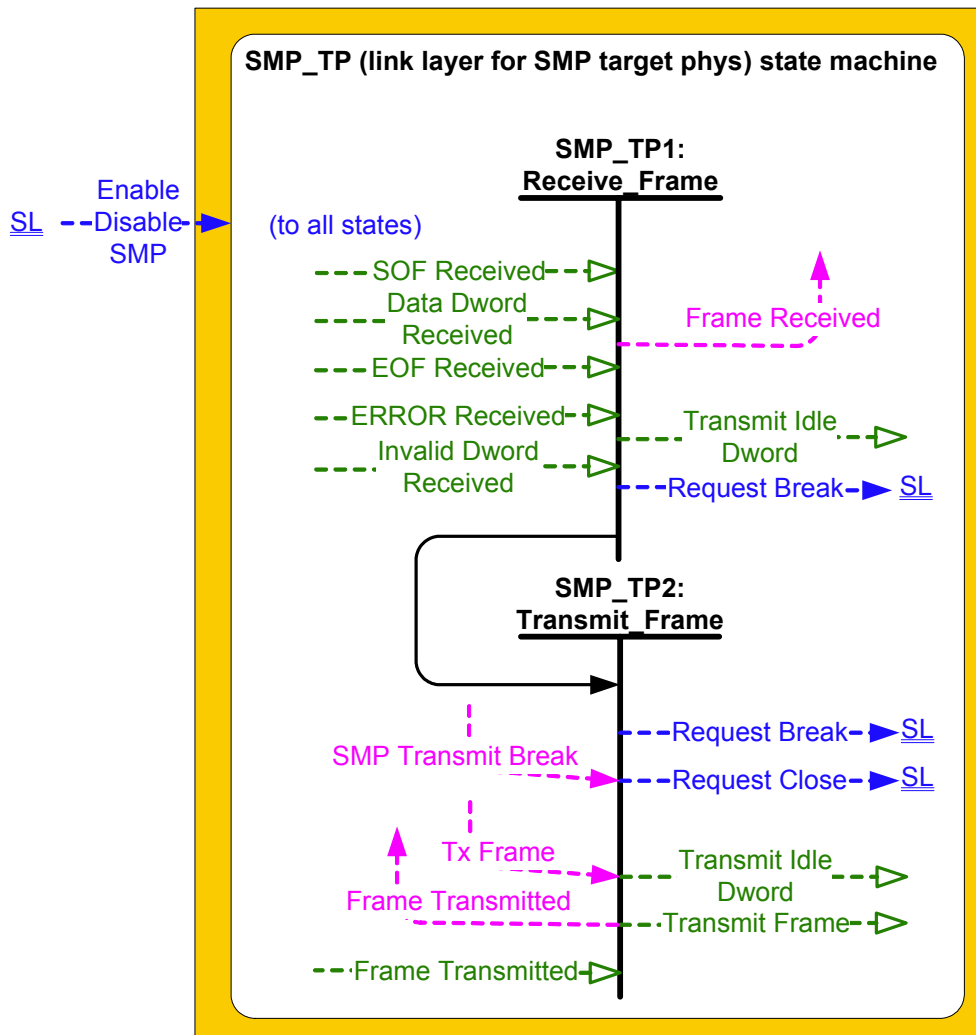 SMP_TP (link layer for SMP target phys) state machine
SMP_TP1:
Receive_Frame
Enable
SL
Disable
SMP
(to all states)
SOF Received
Data Dword
Received
Frame Received
EOF Received
ERROR Received
Transmit Idle
Dword
Invalid Dword
Received
Request Break
SL
SMP_TP2:
Transmit_Frame
Request Break
SL
SMP Transmit Break
Request Close
SL
Tx Frame
Transmit Idle
Dword
Frame Transmitted
Transmit Frame
Frame Transmitted